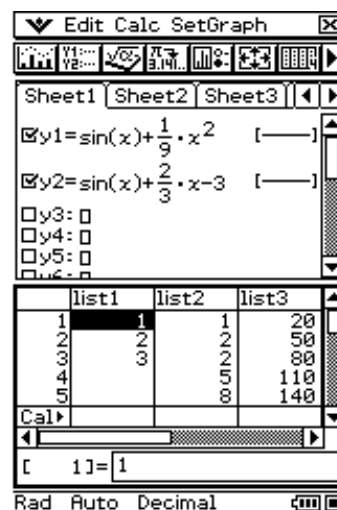 Edit Calc SetGraph
Sheet1 Sheet2 Sheet3
y1=sin(x)+1/9·x²
y2=sin(x)+2/3·x-3
y3:
y4:
y5:
y6:
list1 list2 list3
1 1 1 20
2 2 2 50
3 3 2 80
4 5 110
5 8 140
Cal
[ 1]= 1
Rad Auto Decimal